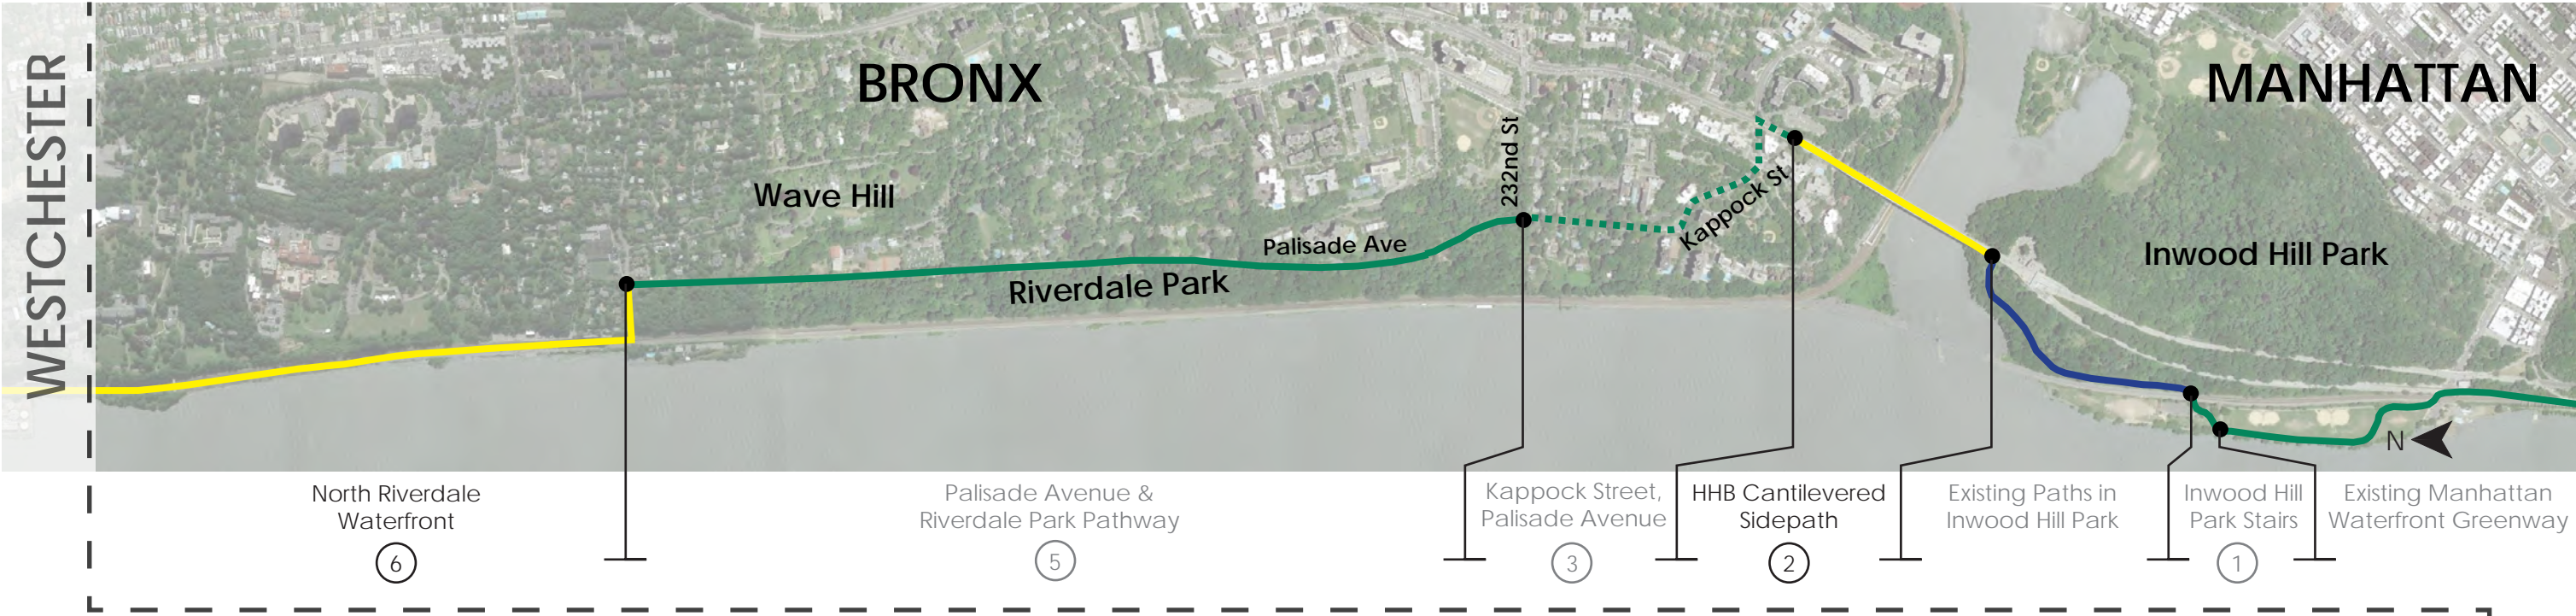 WESTCHESTER
BRONX
MANHATTAN
Wave Hill
232nd St
Kappock St
Palisade Ave
Riverdale Park
Inwood Hill Park
N
North Riverdale
Waterfront
6
Palisade Avenue &
Riverdale Park Pathway
5
Kappock Street,
Palisade Avenue
3
HHB Cantilevered
Sidepath
2
Existing Paths in
Inwood Hill Park
Inwood Hill
Park Stairs
1
Existing Manhattan
Waterfront Greenway